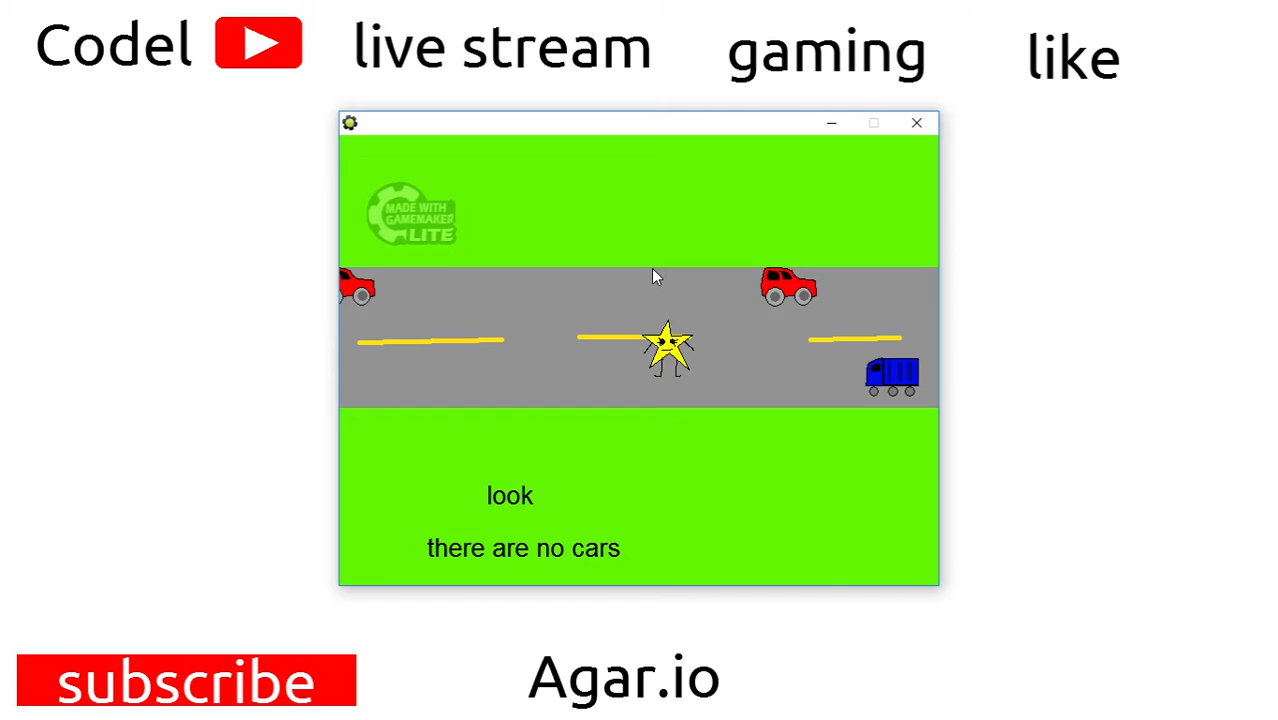 Codel live stream gaming like
MADE WITH
GAMEMAKER
LITE
look
there are no cars
subscribe Agar.io